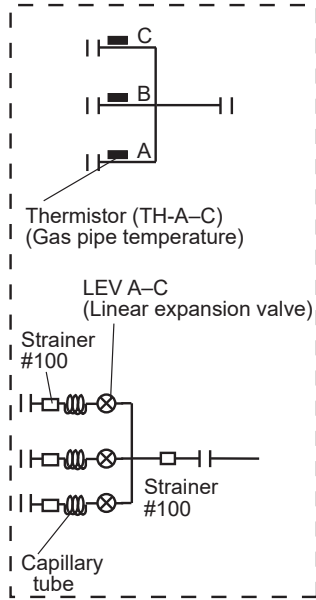 C
B
A
Thermistor (TH-A–C)
(Gas pipe temperature)
LEV A–C
(Linear expansion valve)
Strainer
#100
Strainer
#100
Capillary
tube